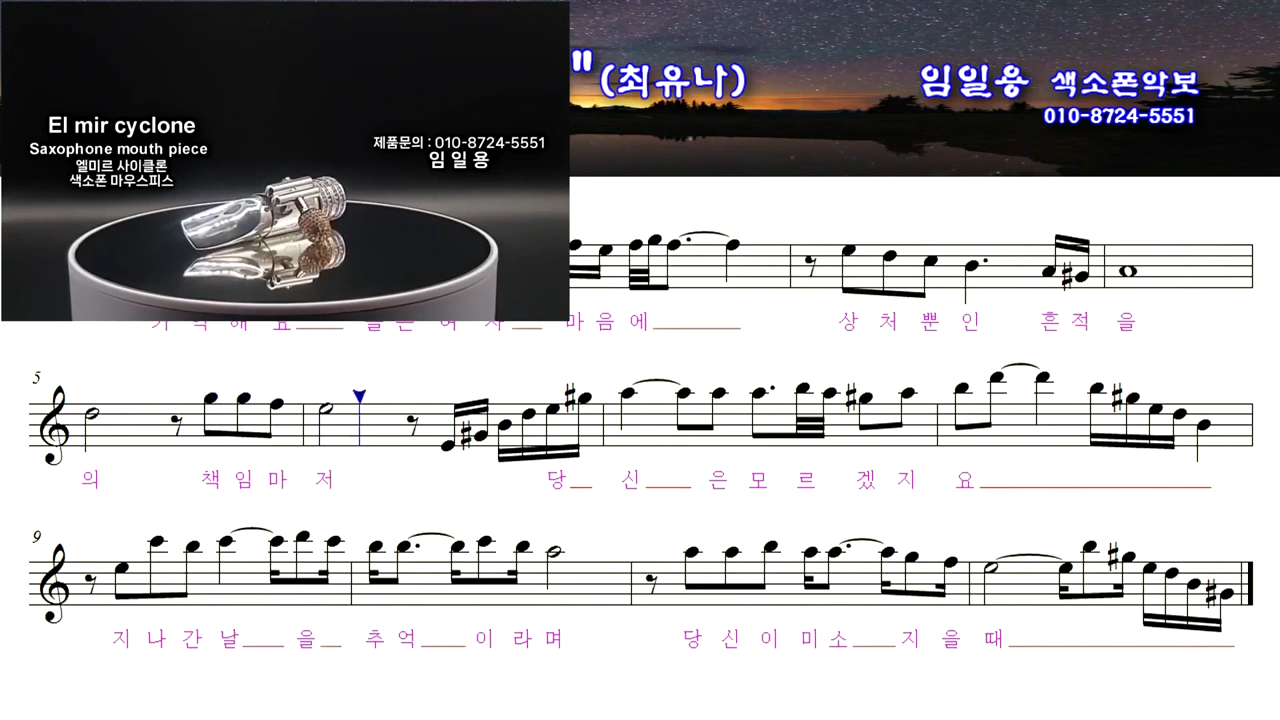 "(최유나)
임일용 색소폰악보
010-8724-5551
El mir cyclone
Saxophone mouth piece
엘미르 사이클론
색소폰 마우스피스
제품문의 : 010-8724-5551
임 일 용
마 음 에 상 처 뿐 인 흔 적 을
5
의 책 임 마 저 당 신 은 모 르 겠 지 요
9
지 나 간 날 을 추 억 이 라 며 당 신 이 미 소 지 을 때